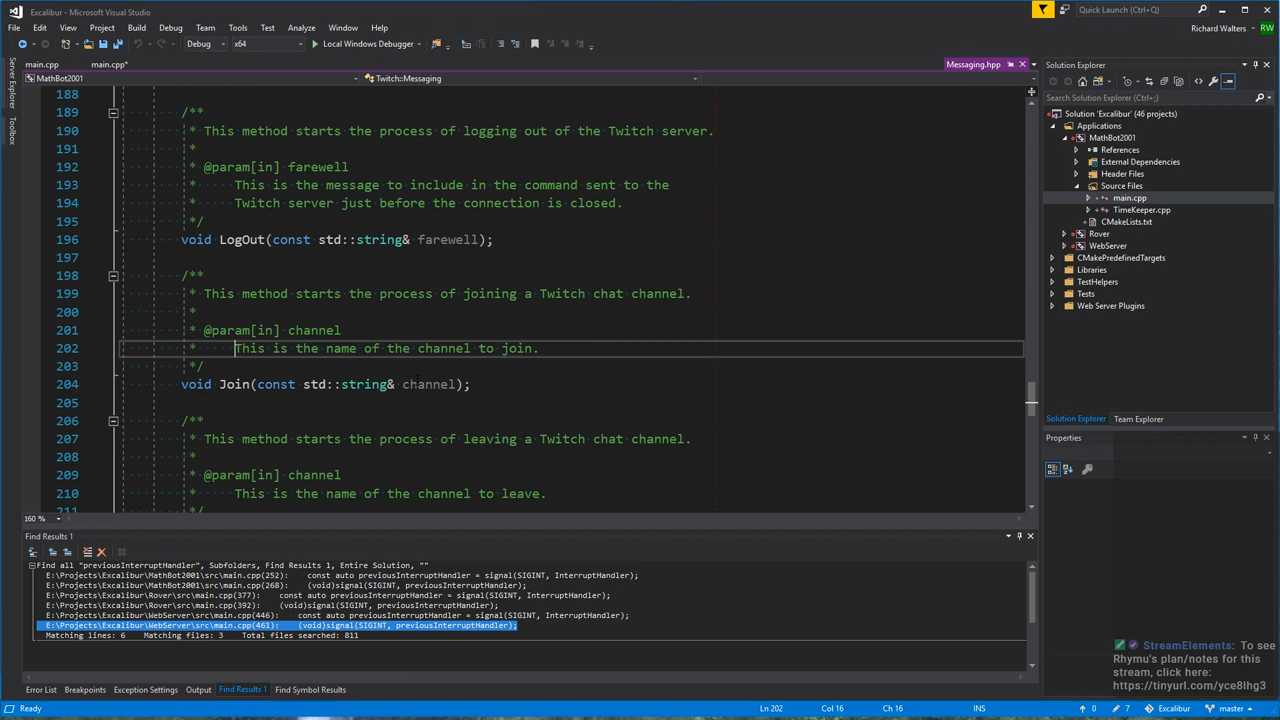 Excalibur - Microsoft Visual Studio
Quick Launch (Ctrl+Q)
File Edit View Project Build Debug Team Tools Test Analyze Window Help
Richard Walters RW
Debug x64 Local Windows Debugger
Server Explorer
Toolbox
main.cpp main.cpp* Messaging.hpp
MathBot2001 Twitch::Messaging
188
189 /**
190 * This method starts the process of logging out of the Twitch server.
191 *
192 * @param[in] farewell
193 * This is the message to include in the command sent to the
194 * Twitch server just before the connection is closed.
195 */
196 void LogOut(const std::string& farewell);
197
198 /**
199 * This method starts the process of joining a Twitch chat channel.
200 *
201 * @param[in] channel
202 * This is the name of the channel to join.
203 */
204 void Join(const std::string& channel);
205
206 /**
207 * This method starts the process of leaving a Twitch chat channel.
208 *
209 * @param[in] channel
210 * This is the name of the channel to leave.
211 */
160 %
Solution Explorer
Search Solution Explorer (Ctrl+;)
Solution 'Excalibur' (46 projects)
Applications
MathBot2001
References
External Dependencies
Header Files
Source Files
main.cpp
TimeKeeper.cpp
CMakeLists.txt
Rover
WebServer
CMakePredefinedTargets
Libraries
TestHelpers
Tests
Web Server Plugins
Solution Explorer Team Explorer
Properties
Find Results 1
Find all "previousInterruptHandler", Subfolders, Find Results 1, Entire Solution, ""
E:\Projects\Excalibur\MathBot2001\src\main.cpp(252): const auto previousInterruptHandler = signal(SIGINT, InterruptHandler);
E:\Projects\Excalibur\MathBot2001\src\main.cpp(268): (void)signal(SIGINT, previousInterruptHandler);
E:\Projects\Excalibur\Rover\src\main.cpp(377): const auto previousInterruptHandler = signal(SIGINT, InterruptHandler);
E:\Projects\Excalibur\Rover\src\main.cpp(392): (void)signal(SIGINT, previousInterruptHandler);
E:\Projects\Excalibur\WebServer\src\main.cpp(446): const auto previousInterruptHandler = signal(SIGINT, InterruptHandler);
E:\Projects\Excalibur\WebServer\src\main.cpp(461): (void)signal(SIGINT, previousInterruptHandler);
Matching lines: 6 Matching files: 3 Total files searched: 811
StreamElements: To see
Rhymu's plan/notes for this
stream, click here:
https://tinyurl.com/yce8lhg3
Error List Breakpoints Exception Settings Output Find Results 1 Find Symbol Results
Ready Ln 202 Col 16 Ch 16 INS 0 7 Excalibur master